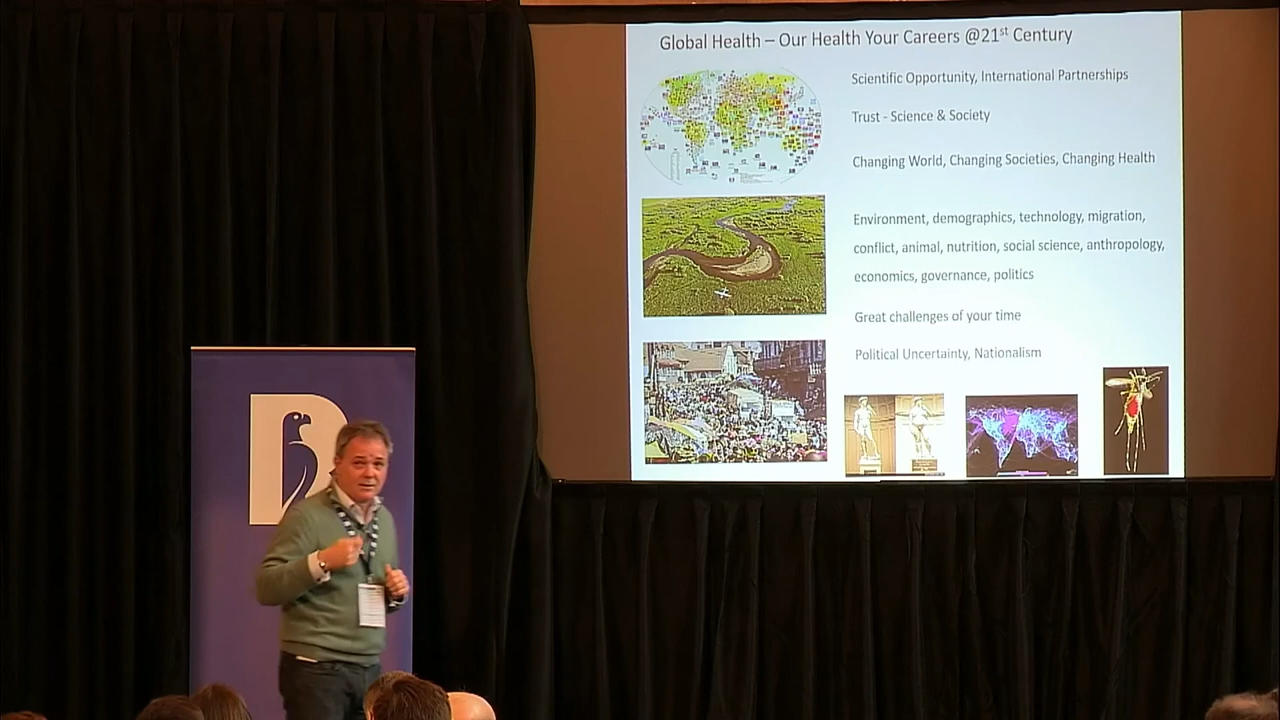 Global Health – Our Health Your Careers @21st Century
Scientific Opportunity, International Partnerships
Trust - Science & Society
Changing World, Changing Societies, Changing Health
Environment, demographics, technology, migration,
conflict, animal, nutrition, social science, anthropology,
economics, governance, politics
Great challenges of your time
Political Uncertainty, Nationalism